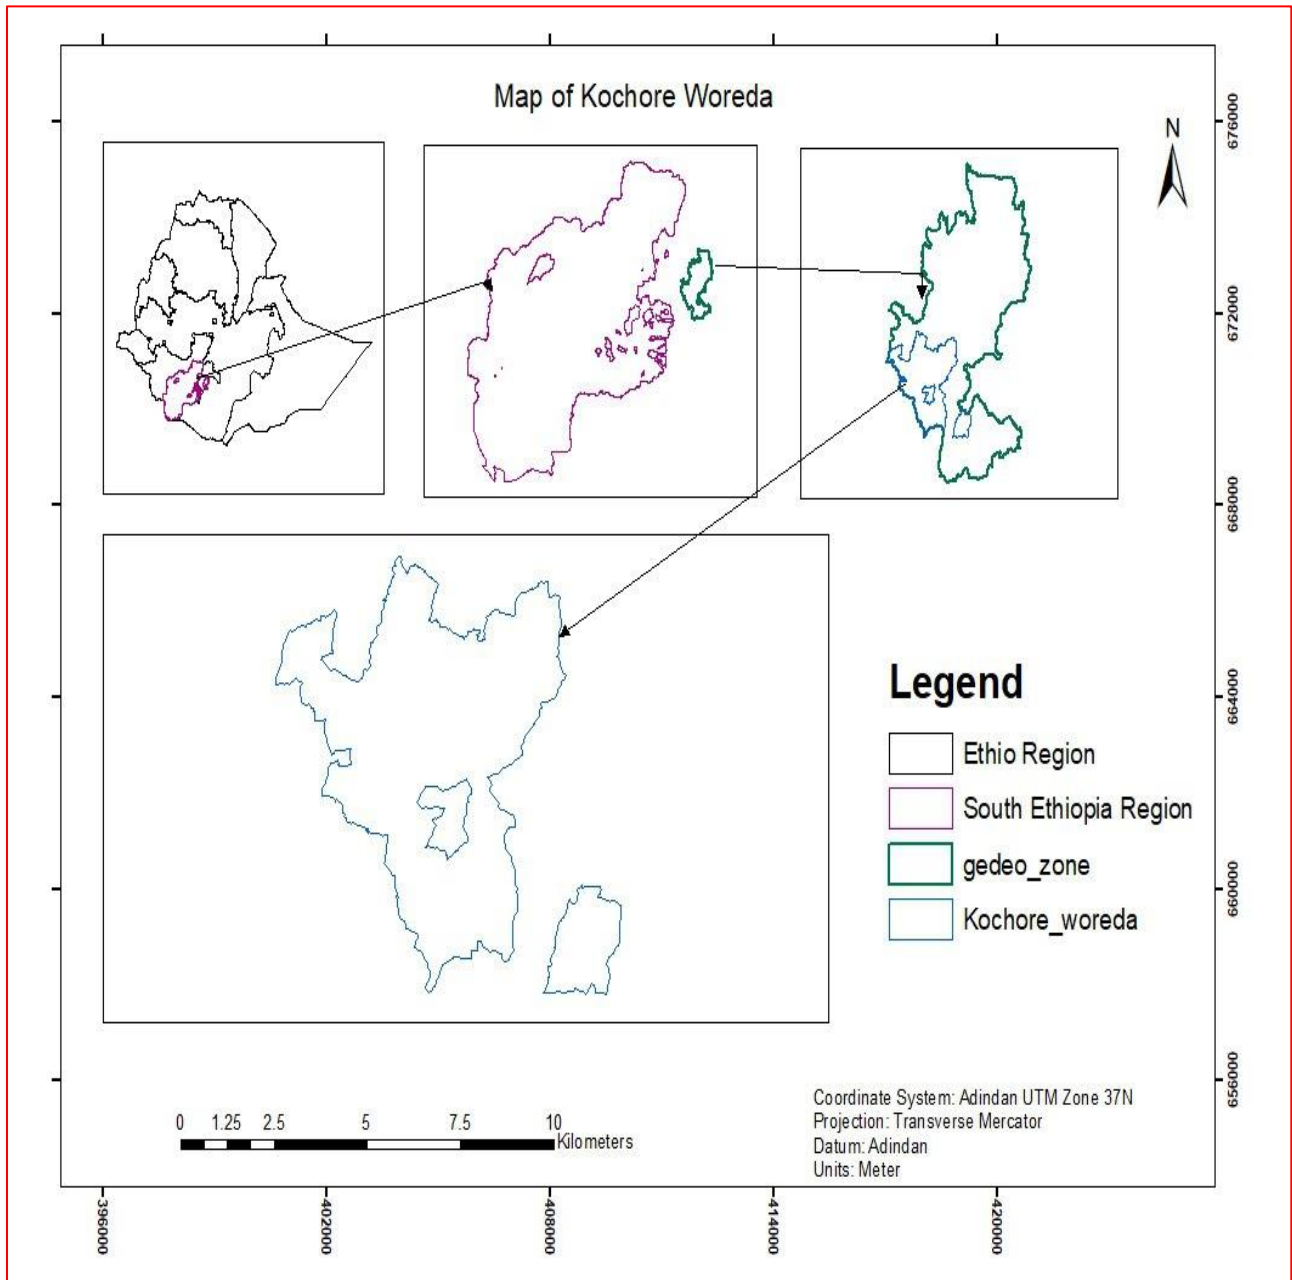 Map of Kochore Woreda
N
676000
672000
668000
664000
660000
656000
Legend
Ethio Region
South Ethiopia Region
gedeo_zone
Kochore_woreda
0 1.25 2.5 5 7.5 10
Kilometers
Coordinate System: Adindan UTM Zone 37N
Projection: Transverse Mercator
Datum: Adindan
Units: Meter
396000 402000 408000 414000 420000